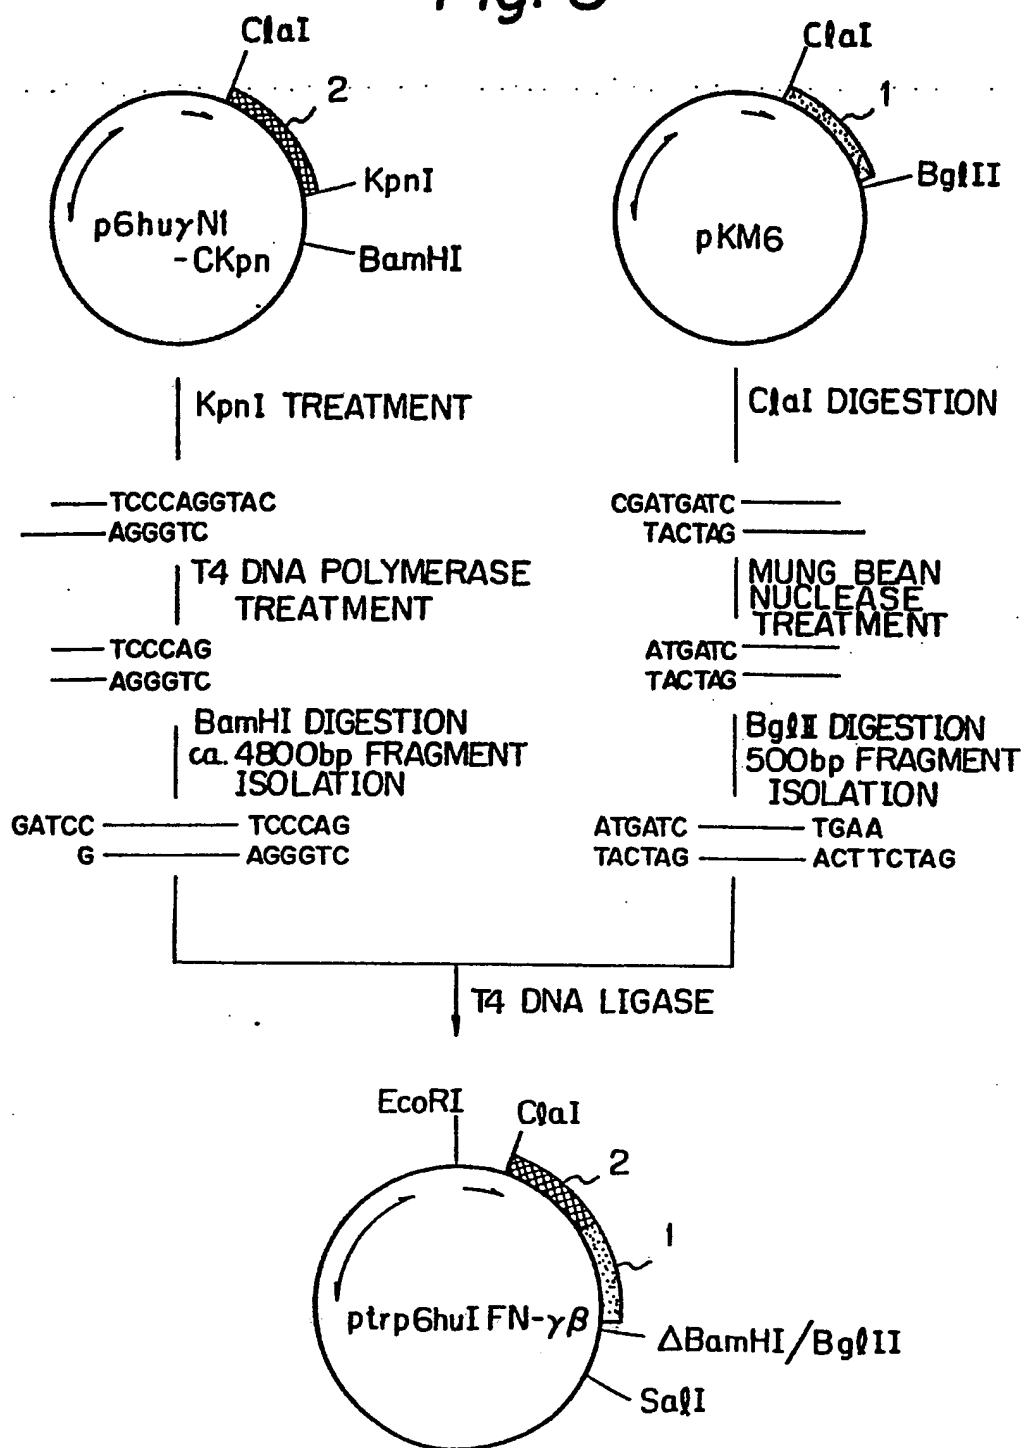 ClaI
2
KpnI
p6huγN1
-CKpn
BamHI
ClaI
1
BglII
pKM6
KpnI TREATMENT
ClaI DIGESTION
TCCCAGGTAC
AGGGTC
CGATGATC
TACTAG
T4 DNA POLYMERASE
TREATMENT
MUNG BEAN
NUCLEASE
TREATMENT
TCCCAG
AGGGTC
ATGATC
TACTAG
BamHI DIGESTION
ca. 4800bp FRAGMENT
ISOLATION
BglII DIGESTION
500bp FRAGMENT
ISOLATION
GATCC TCCCAG
G AGGGTC
ATGATC TGAA
TACTAG ACTTCTAG
T4 DNA LIGASE
EcoRI
ClaI
2
1
ptrp6huIFN-γβ
ΔBamHI/BglII
SalI